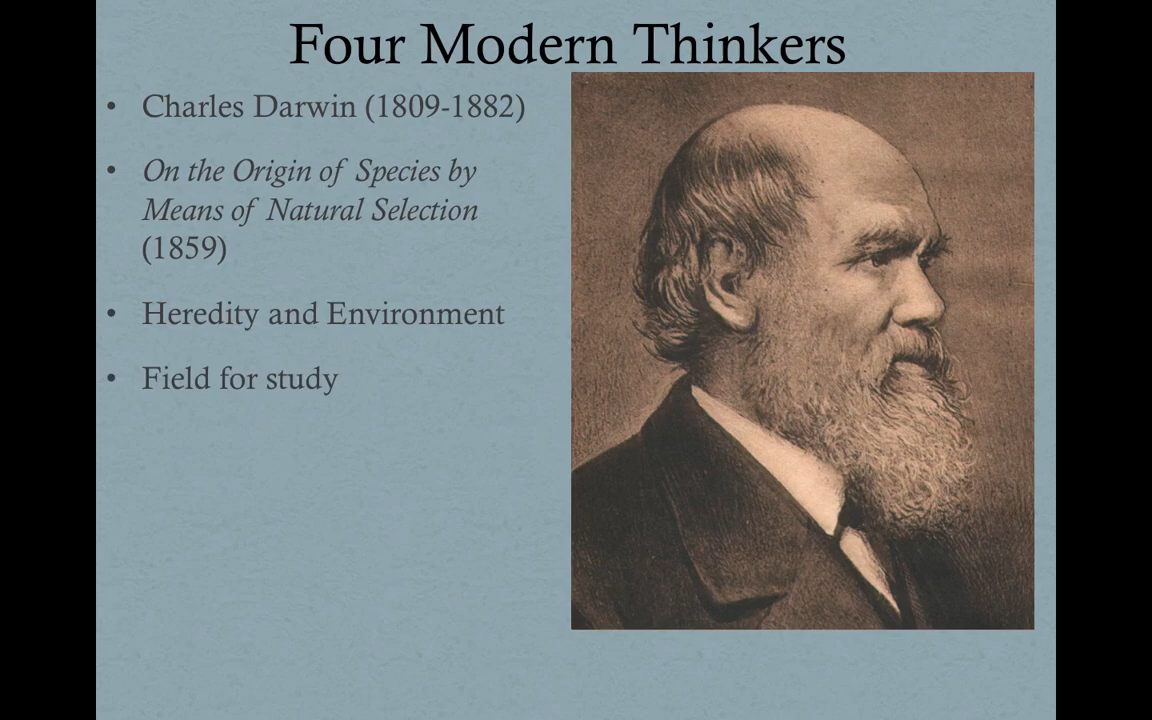 Four Modern Thinkers
• Charles Darwin (1809-1882)
• On the Origin of Species by
Means of Natural Selection
(1859)
• Heredity and Environment
• Field for study